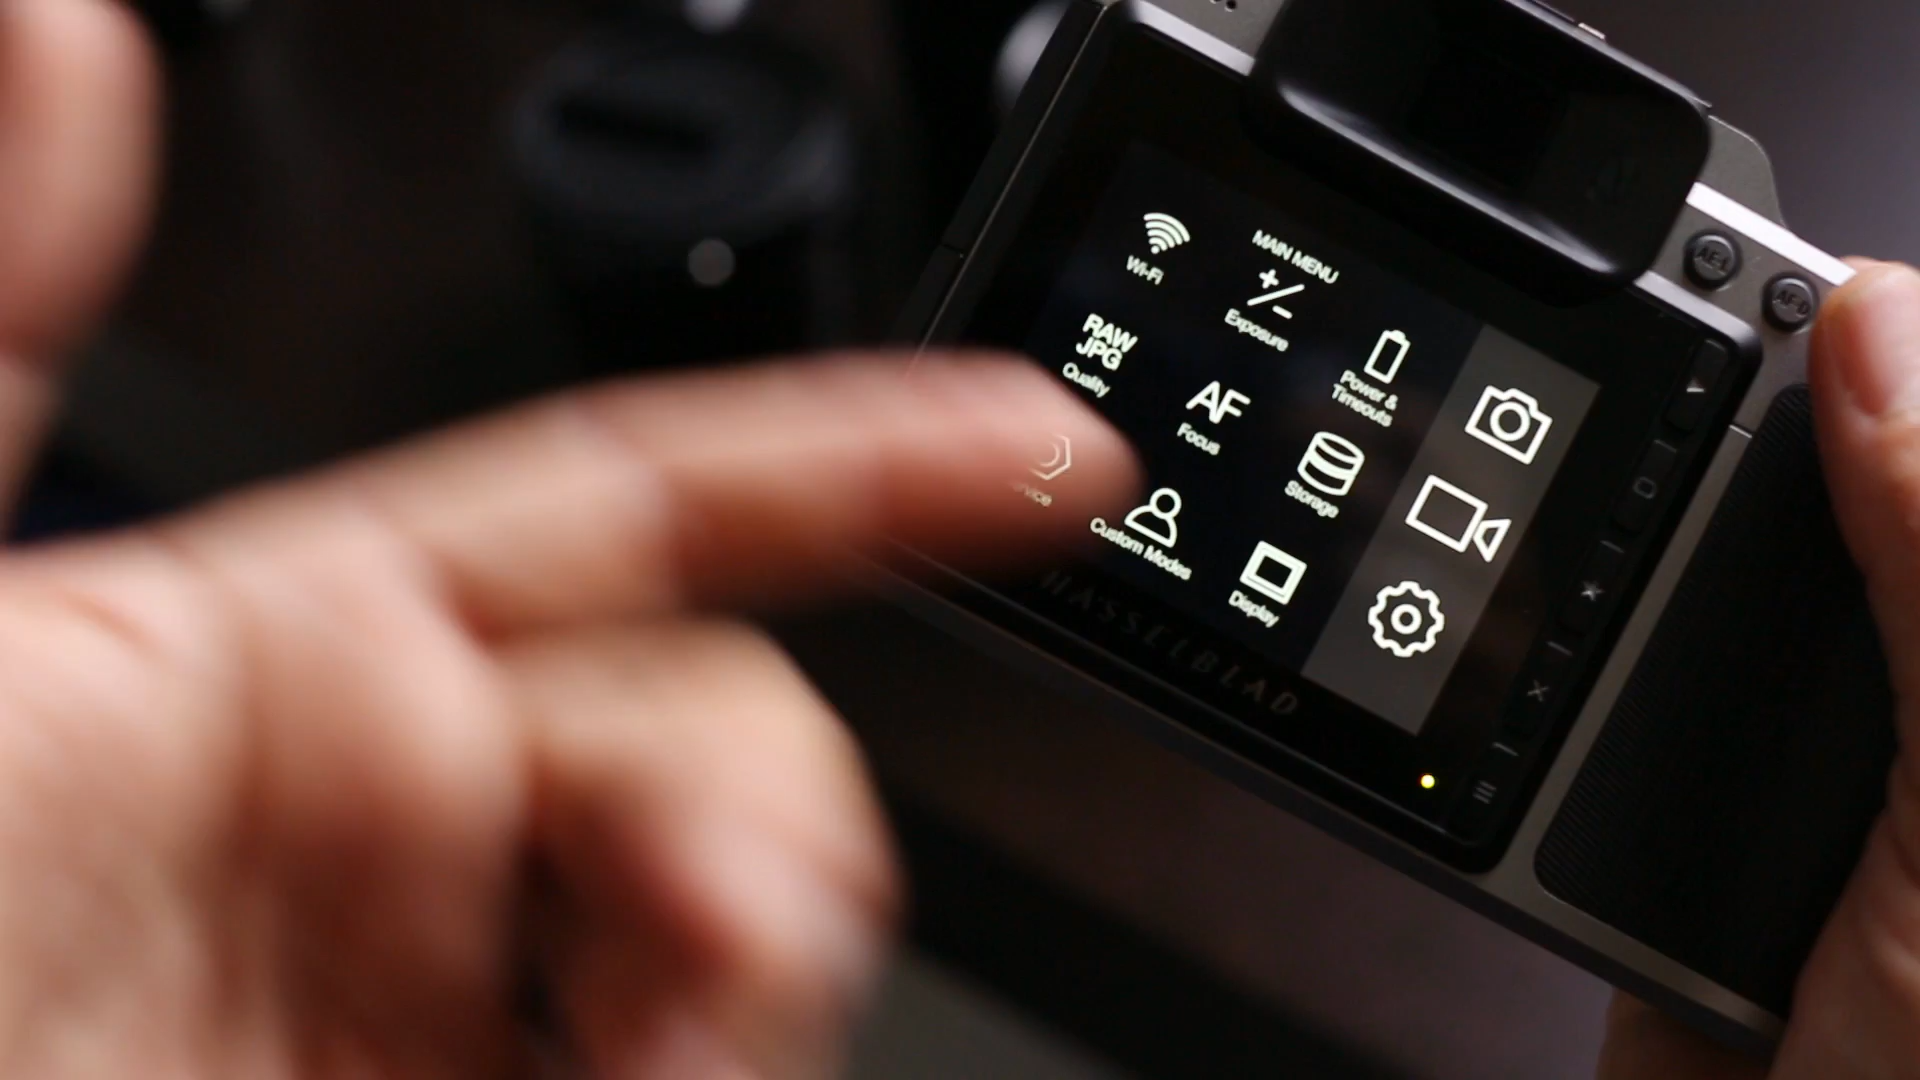 MAIN MENU
Wi-Fi
Exposure
Power &
Timeouts
RAW
JPG
Quality
AF
Focus
Storage
Custom Modes
Display
HASSELBLAD
AE-L
AF-D